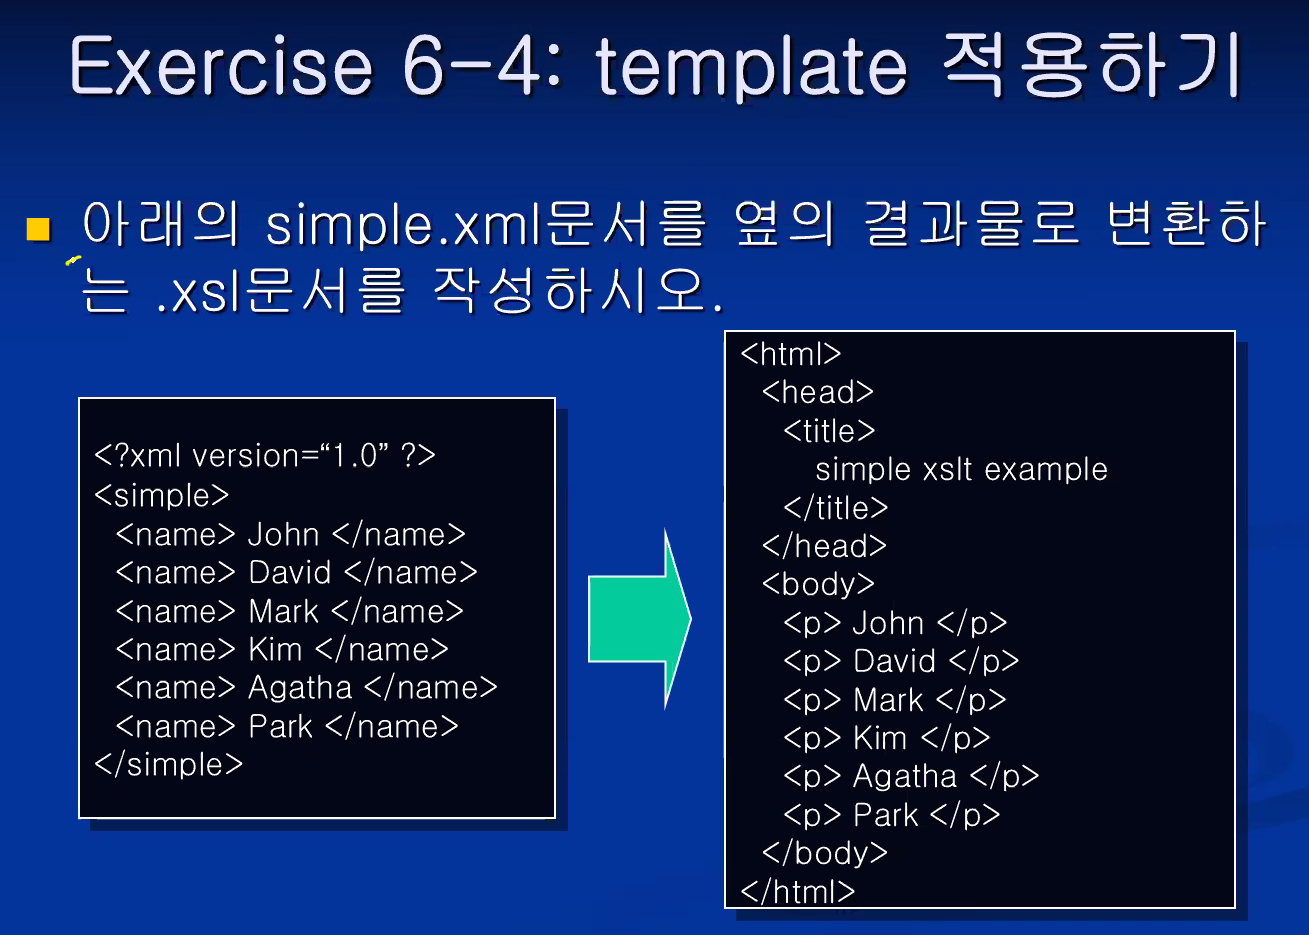 Exercise 6-4: template 적용하기
아래의 simple.xml문서를 옆의 결과물로 변환하
는 .xsl문서를 작성하시오.
<?xml version=“1.0” ?>
<simple>
<name> John </name>
<name> David </name>
<name> Mark </name>
<name> Kim </name>
<name> Agatha </name>
<name> Park </name>
</simple>
<html>
<head>
<title>
simple xslt example
</title>
</head>
<body>
<p> John </p>
<p> David </p>
<p> Mark </p>
<p> Kim </p>
<p> Agatha </p>
<p> Park </p>
</body>
</html>